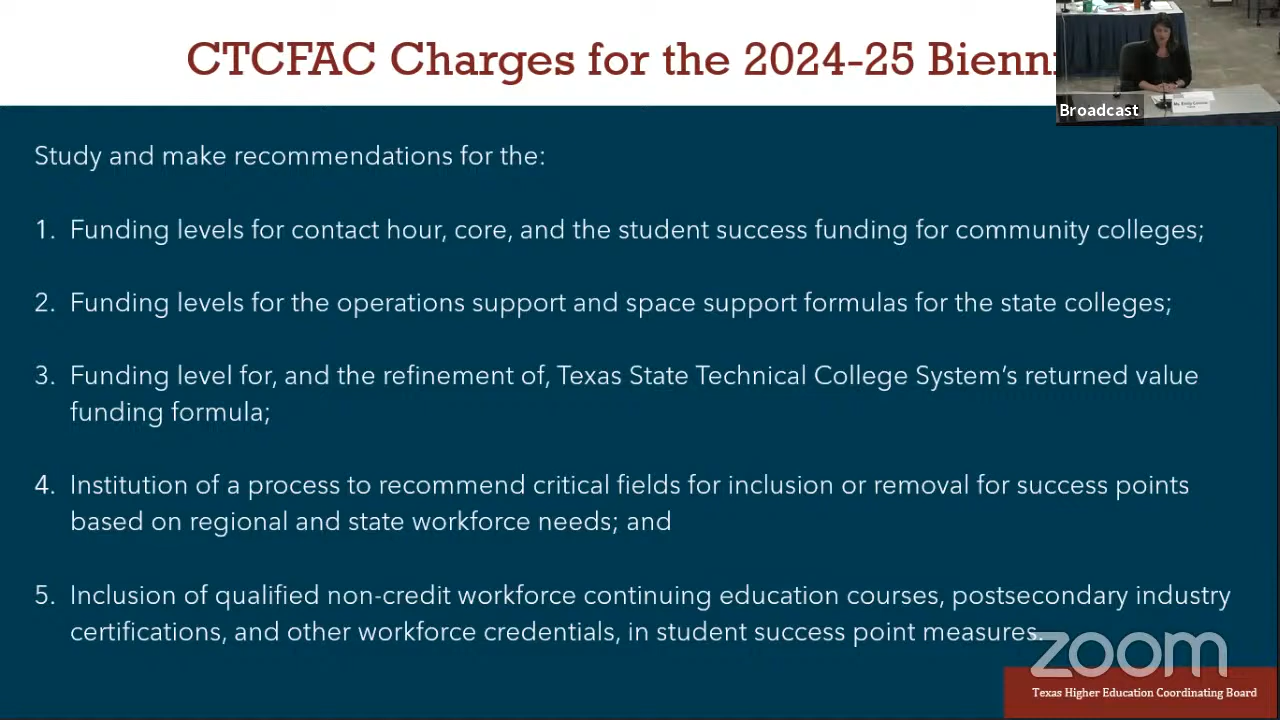 CTCFAC Charges for the 2024-25 Bienn
Broadcast
Study and make recommendations for the:
1. Funding levels for contact hour, core, and the student success funding for community colleges;
2. Funding levels for the operations support and space support formulas for the state colleges;
3. Funding level for, and the refinement of, Texas State Technical College System's returned value
funding formula;
4. Institution of a process to recommend critical fields for inclusion or removal for success points
based on regional and state workforce needs; and
5. Inclusion of qualified non-credit workforce continuing education courses, postsecondary industry
certifications, and other workforce credentials, in student success point measures.
zoom
Texas Higher Education Coordinating Board